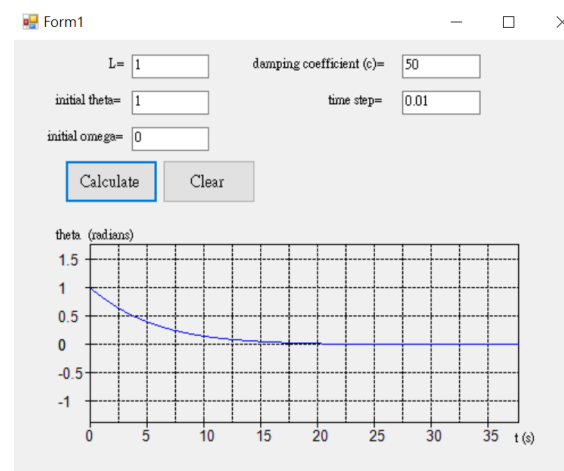 Form1
L= 1 damping coefficient (c)= 50
initial theta= 1 time step= 0.01
initial omega= 0
Calculate Clear
theta (radians)
1.5
1
0.5
0
-0.5
-1
0 5 10 15 20 25 30 35 t (s)